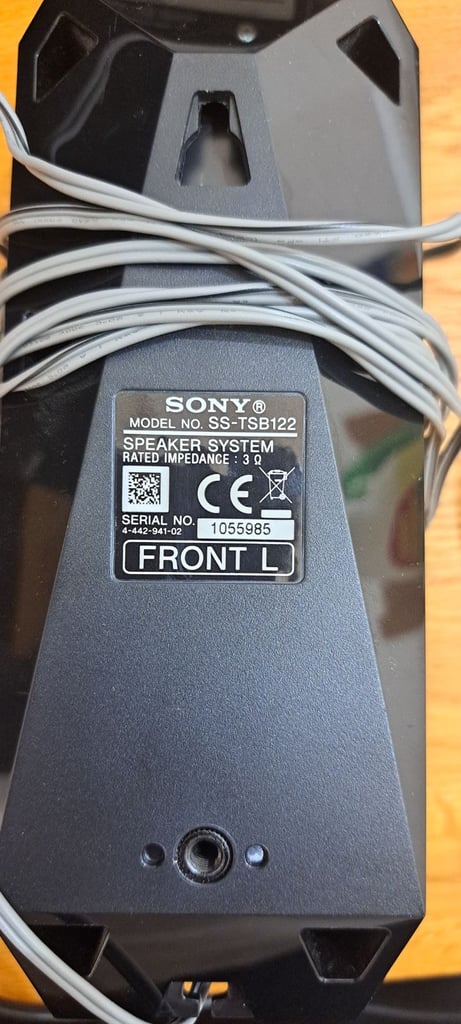 SONY®
MODEL NO. SS-TSB122
SPEAKER SYSTEM
RATED IMPEDANCE : 3 Ω
CE
SERIAL NO. 1055985
4-442-941-02
FRONT L